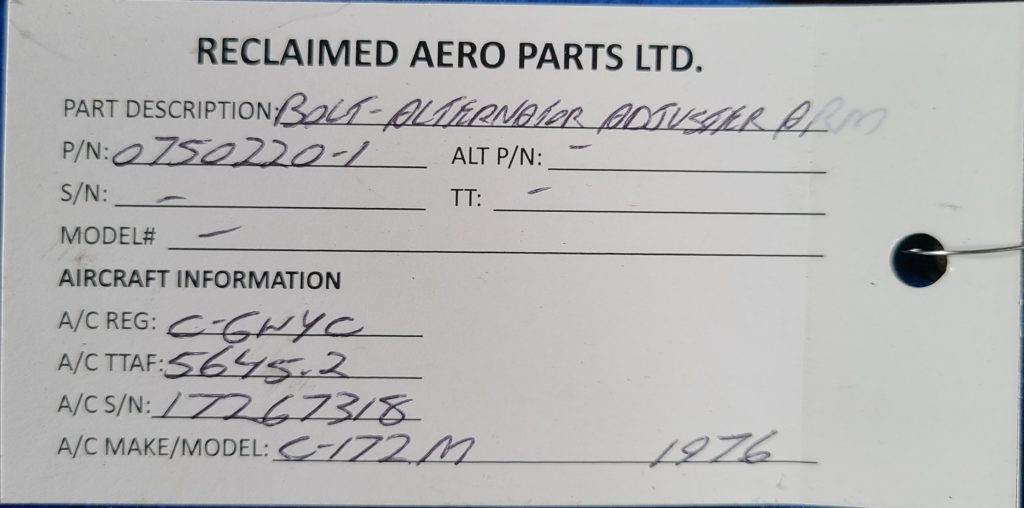 RECLAIMED AERO PARTS LTD.
PART DESCRIPTION: BOLT-ALTERNATOR ADJUSTER ARM
P/N: 0750220-1 ALT P/N: -
S/N: - TT: -
MODEL# -
AIRCRAFT INFORMATION
A/C REG: C-GWYC
A/C TTAF: 5645.2
A/C S/N: 17267318
A/C MAKE/MODEL: C-172M 1976